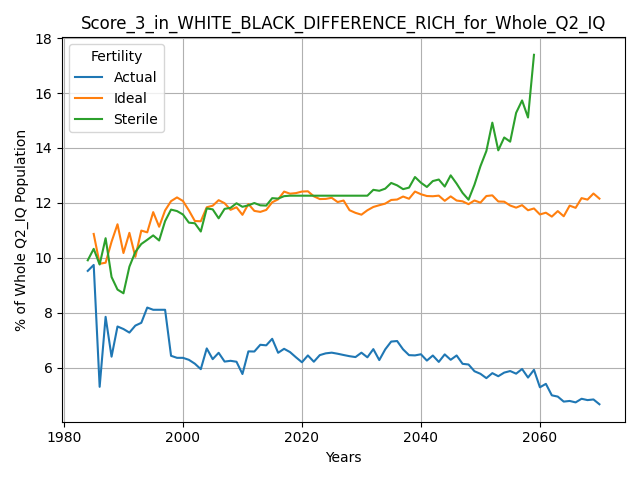 Score_3_in_WHITE_BLACK_DIFFERENCE_RICH_for_Whole_Q2_IQ
18
16
14
12
10
8
6
% of Whole Q2_IQ Population
Fertility
Actual
Ideal
Sterile
1980
2000
2020
2040
2060
Years